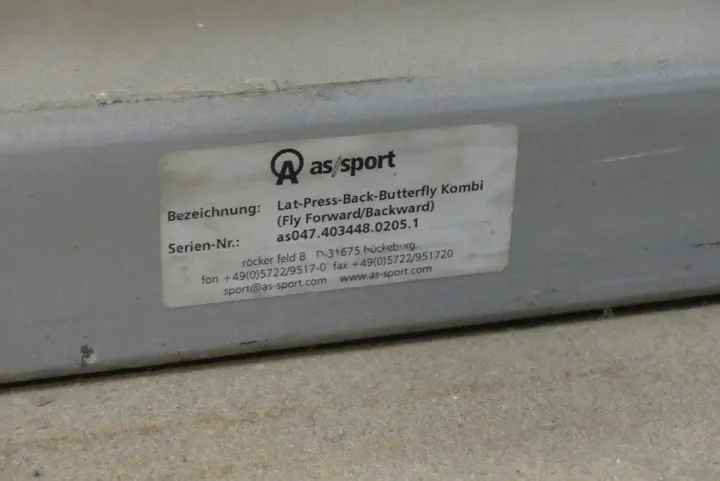 as/sport
Bezeichnung: Lat-Press-Back-Butterfly Kombi
(Fly Forward/Backward)
Serien-Nr.: as047.403448.0205.1
röcker feld 8 D-31675 bückeburg
fon +49(0)5722/9517-0 fax +49(0)5722/951720
sport@as-sport.com www.as-sport.com